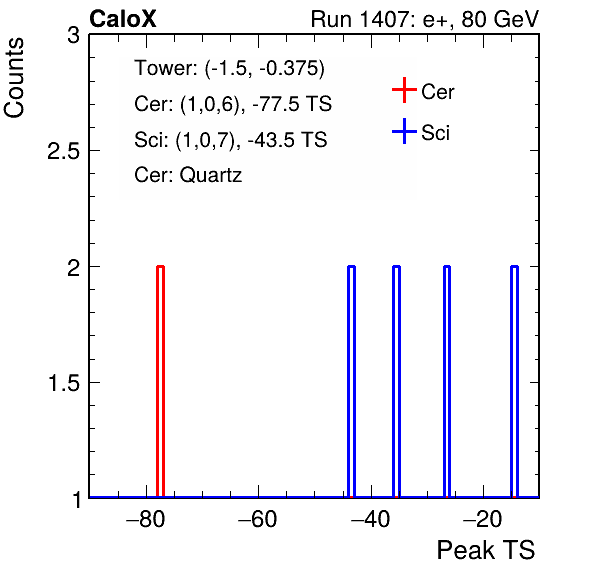 CaloX Run 1407: e+, 80 GeV
Counts
3
2.5
2
1.5
1
Tower: (-1.5, -0.375)
Cer: (1,0,6), -77.5 TS
Sci: (1,0,7), -43.5 TS
Cer: Quartz
Cer
Sci
−80 −60 −40 −20
Peak TS